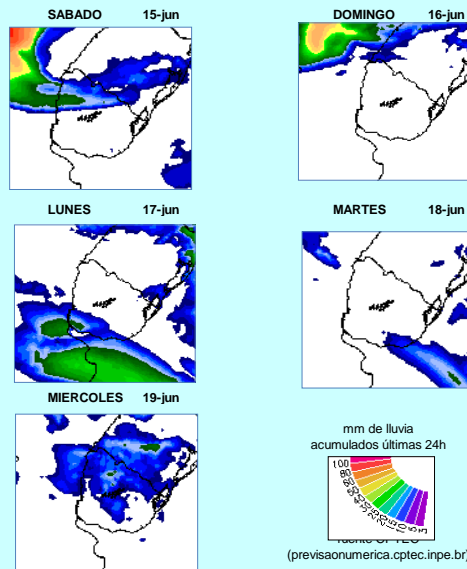 SABADO 15-jun
DOMINGO 16-jun
LUNES 17-jun
MARTES 18-jun
MIERCOLES 19-jun
mm de lluvia
acumulados últimas 24h
100
(previsaonumerica.cptec.inpe.br)